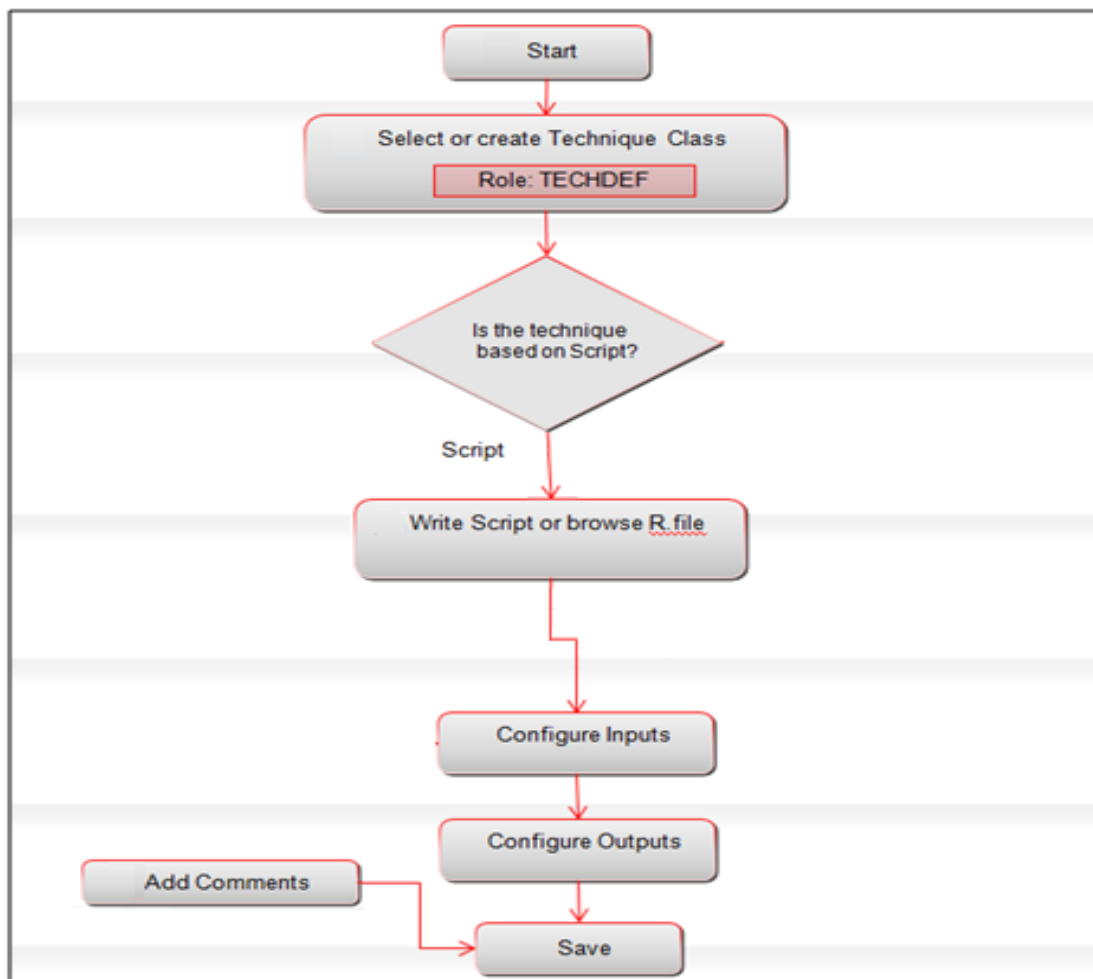 Start
Select or create Technique Class
Role: TECHDEF
Is the technique
based on Script?
Script
Write Script or browse R.file
Configure Inputs
Configure Outputs
Add Comments
Save